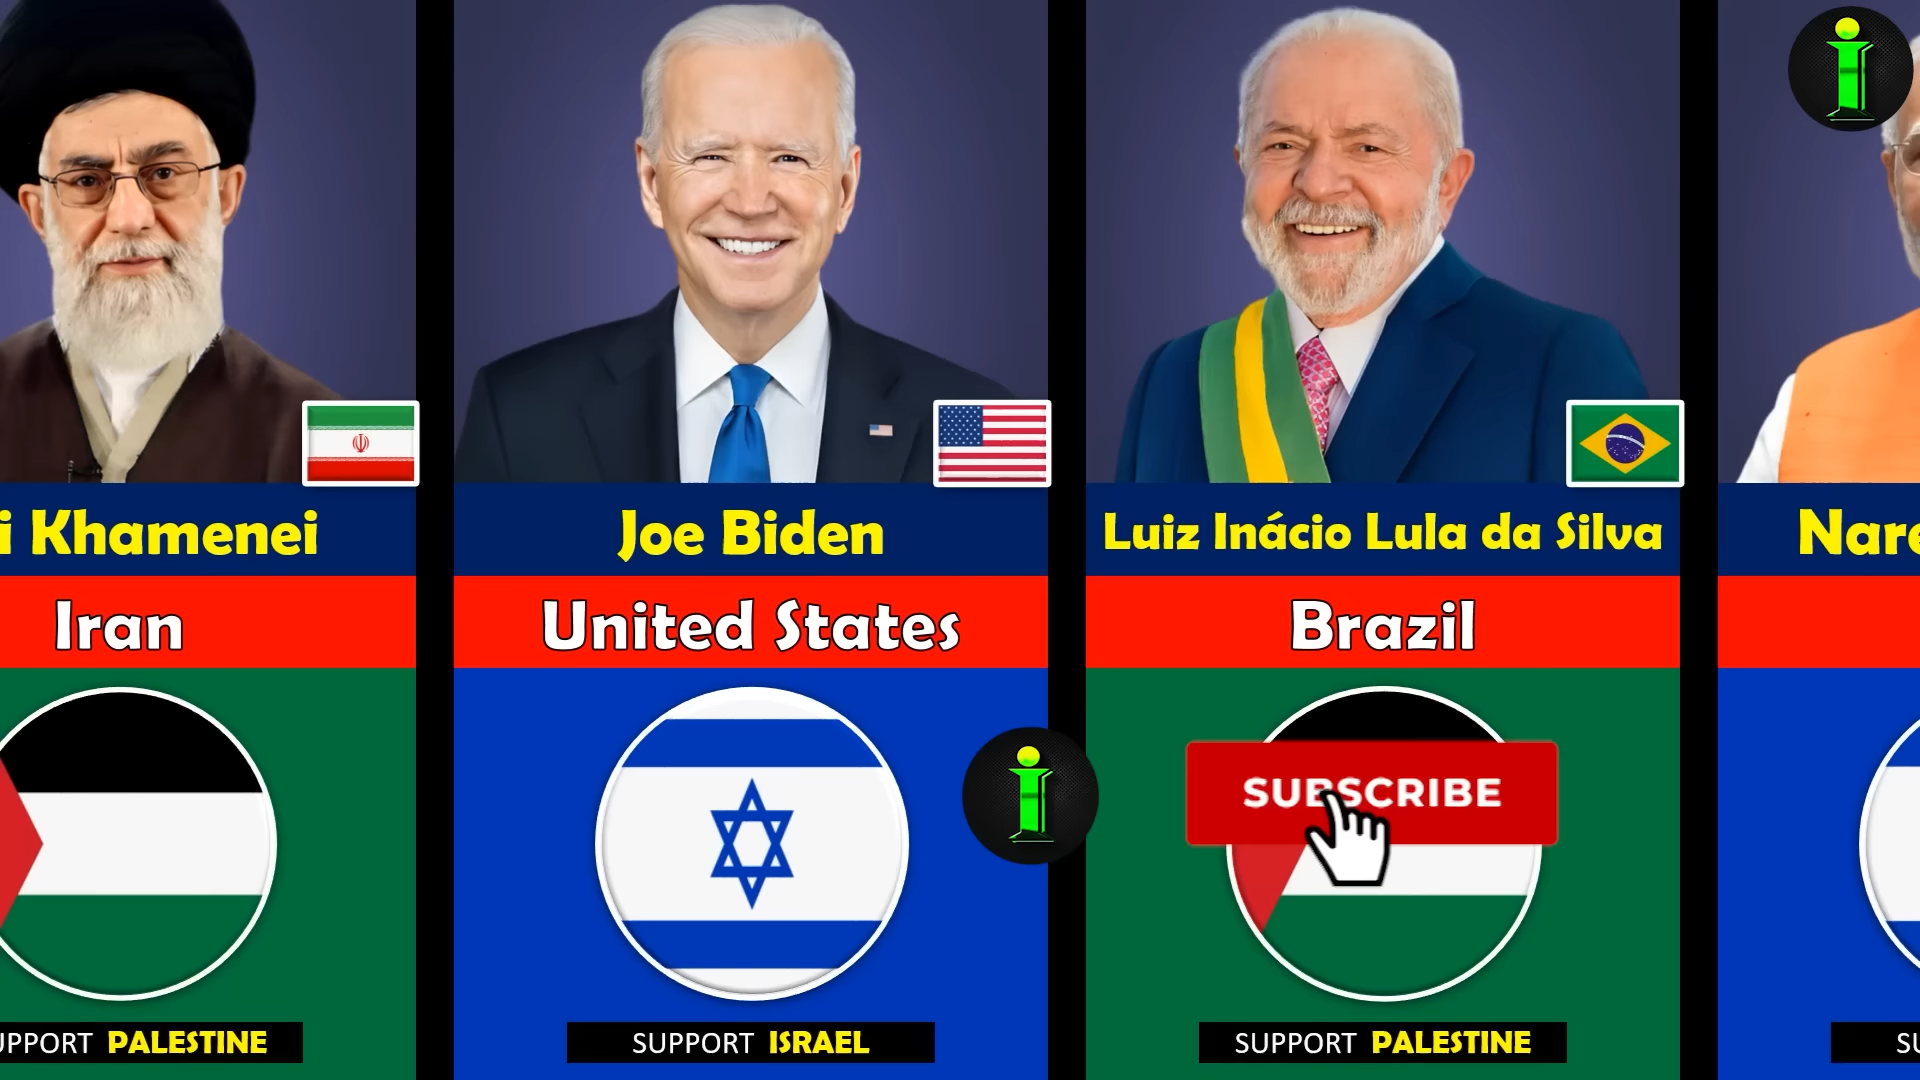 i Khamenei
Iran
UPPORT PALESTINE
Joe Biden
United States
SUPPORT ISRAEL
Luiz Inácio Lula da Silva
Brazil
SUBSCRIBE
SUPPORT PALESTINE
Nare
SU